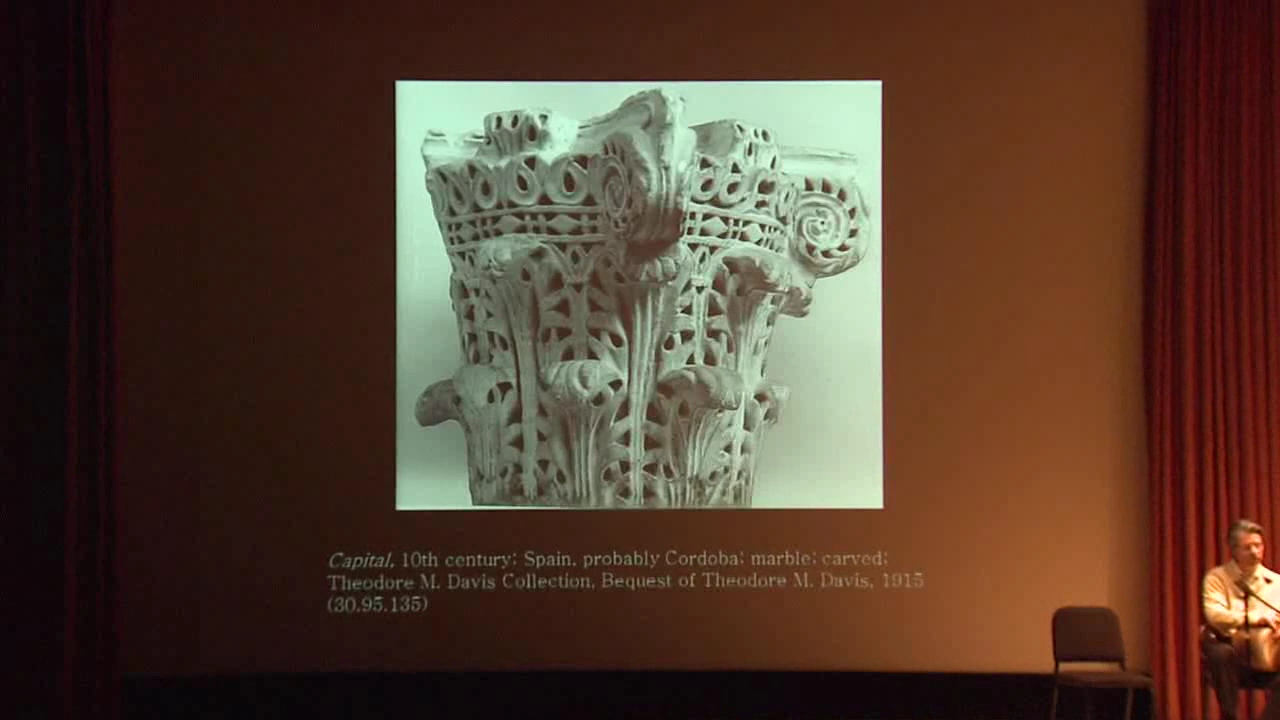 Capital, 10th century; Spain, probably Cordoba; marble; carved;
Theodore M. Davis Collection, Bequest of Theodore M. Davis, 1915
(30.95.135)